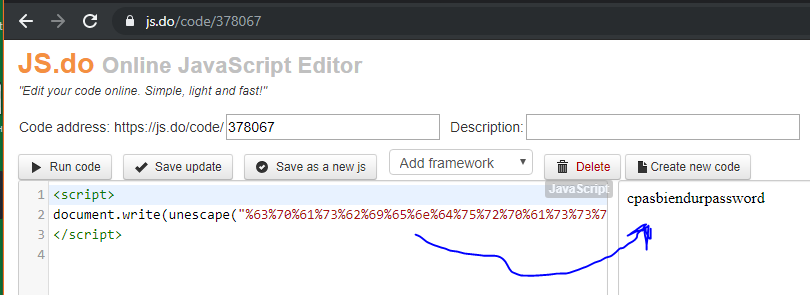 js.do/code/378067
JS.do Online JavaScript Editor
"Edit your code online. Simple, light and fast!"
Code address: https://js.do/code/ 378067 Description:
Run code Save update Save as a new js Add framework Delete Create new code
JavaScript
1 <script>
2 document.write(unescape("%63%70%61%73%62%69%65%6e%64%75%72%70%61%73%73%7
3 </script>
4
cpasbiendurpassword